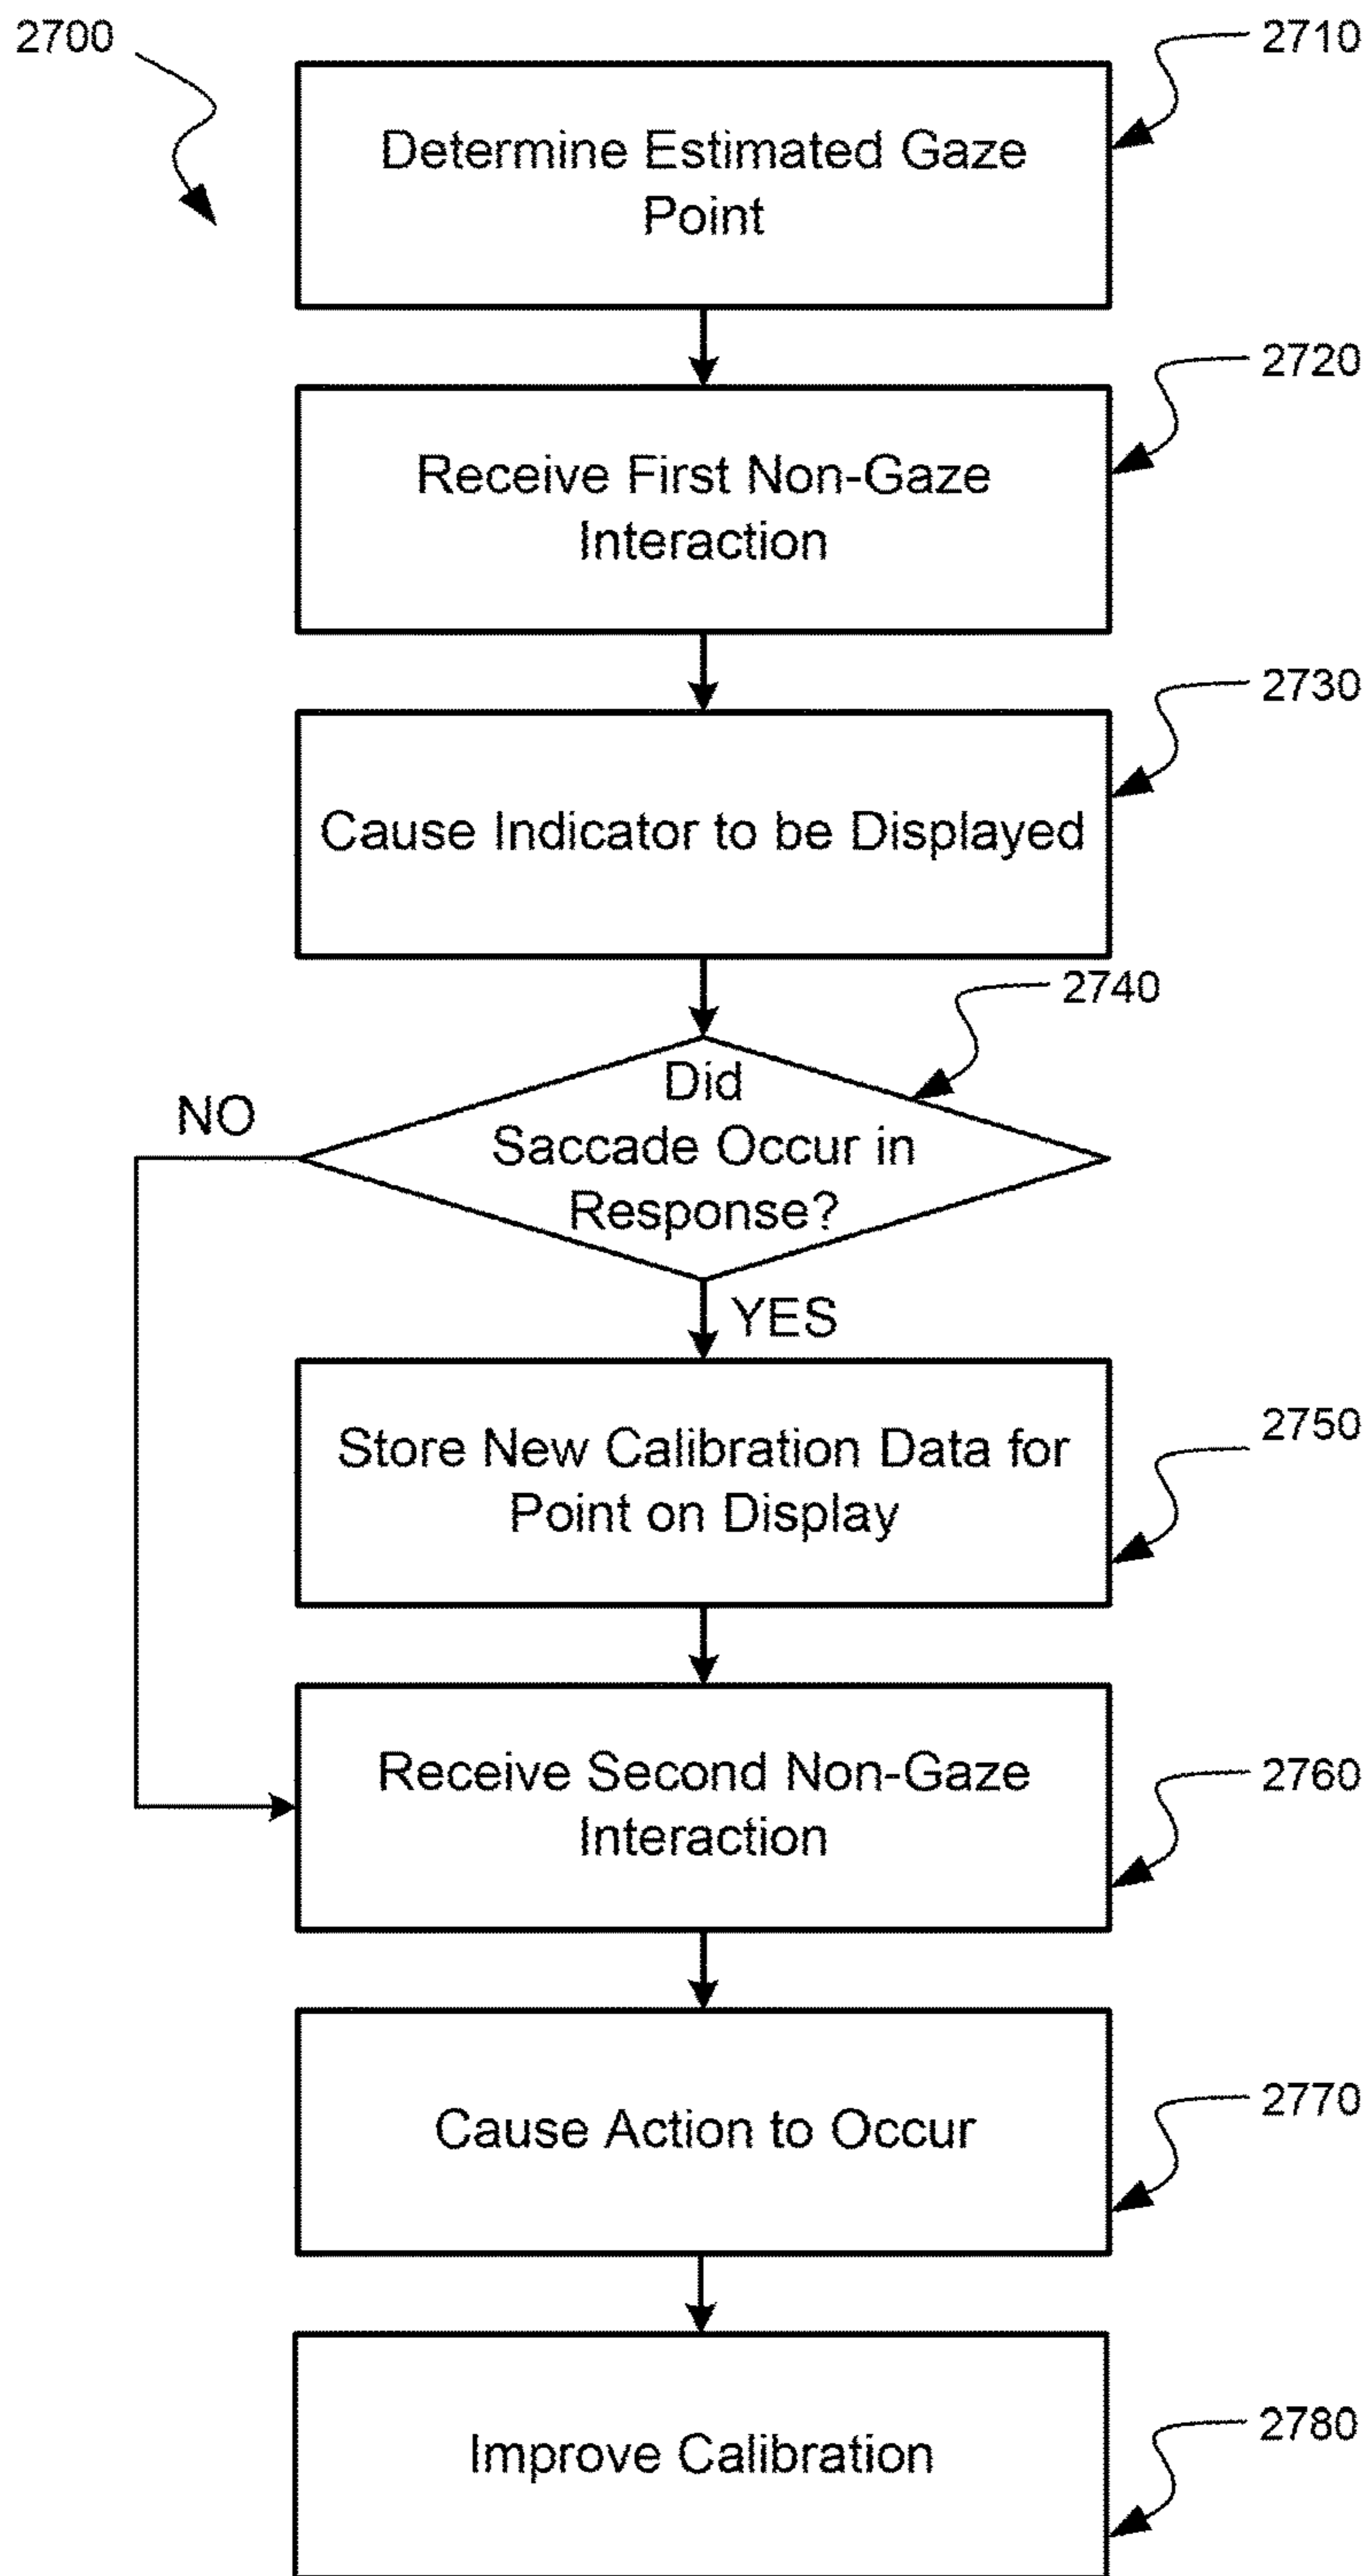 2700
2710
Determine Estimated Gaze
Point
2720
Receive First Non-Gaze
Interaction
2730
Cause Indicator to be Displayed
2740
Did
Saccade Occur in
Response?
NO
YES
2750
Store New Calibration Data for
Point on Display
2760
Receive Second Non-Gaze
Interaction
2770
Cause Action to Occur
2780
Improve Calibration